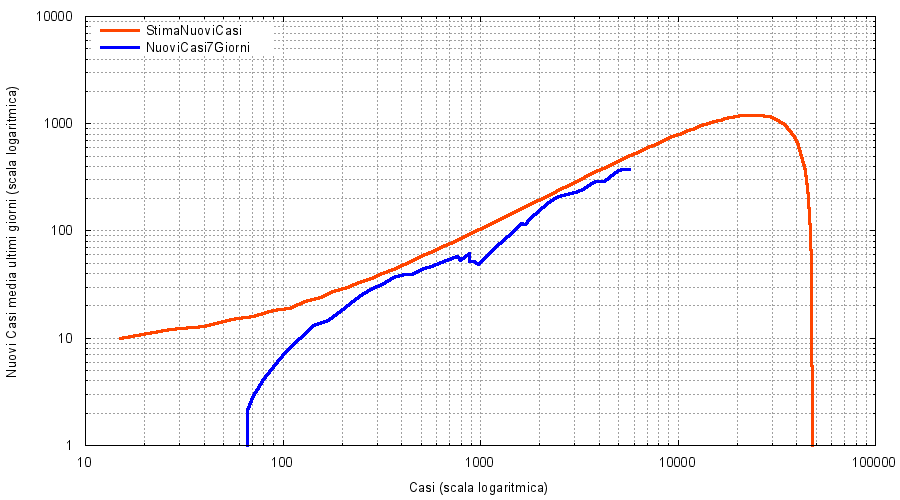 10000
StimaNuoviCasi
NuoviCasi7Giorni
1000
100
10
1
Nuovi Casi media ultimi giorni (scala logaritmica)
10 100 1000 10000 100000
Casi (scala logaritmica)